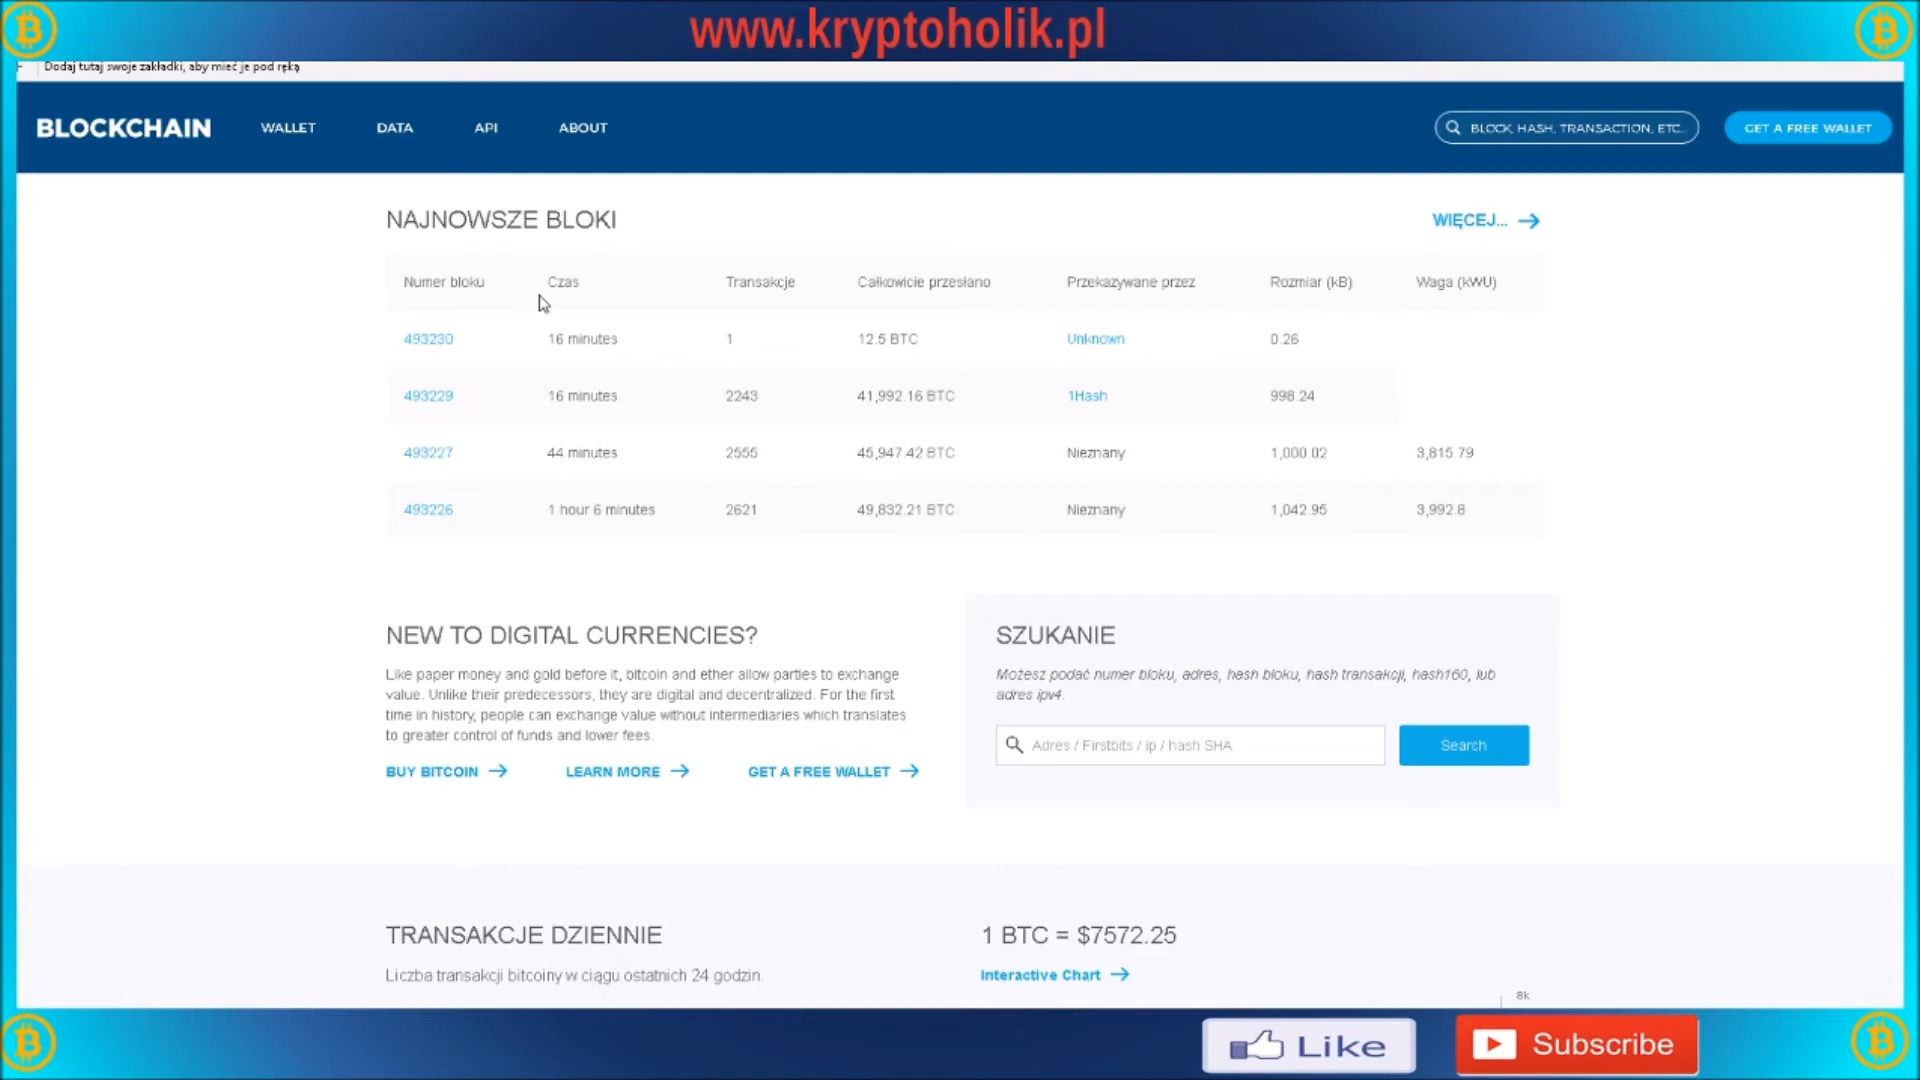 www.kryptoholik.pl
Dodaj tutaj swoje zakładki, aby mieć je pod ręką
BLOCKCHAIN WALLET DATA API ABOUT BLOCK, HASH, TRANSACTION, ETC... GET A FREE WALLET
NAJNOWSZE BLOKI WIĘCEJ...
Numer bloku Czas Transakcje Całkowicie przesłano Przekazywane przez Rozmiar (kB) Waga (kWU)
493230 16 minutes 1 12.5 BTC Unknown 0.26
493229 16 minutes 2243 41,992.16 BTC 1Hash 998.24
493227 44 minutes 2555 45,947.42 BTC Nieznany 1,000.02 3,815.79
493226 1 hour 6 minutes 2621 49,832.21 BTC Nieznany 1,042.95 3,992.8
NEW TO DIGITAL CURRENCIES?
Like paper money and gold before it, bitcoin and ether allow parties to exchange
value. Unlike their predecessors, they are digital and decentralized. For the first
time in history, people can exchange value without intermediaries which translates
to greater control of funds and lower fees.
BUY BITCOIN LEARN MORE GET A FREE WALLET
SZUKANIE
Możesz podać numer bloku, adres, hash bloku, hash transakcji, hash160, lub
adres ipv4.
Adres / Firstbits / ip / hash SHA Search
TRANSAKCJE DZIENNIE
Liczba transakcji bitcoiny w ciągu ostatnich 24 godzin.
1 BTC = $7572.25
Interactive Chart
8k
Like Subscribe